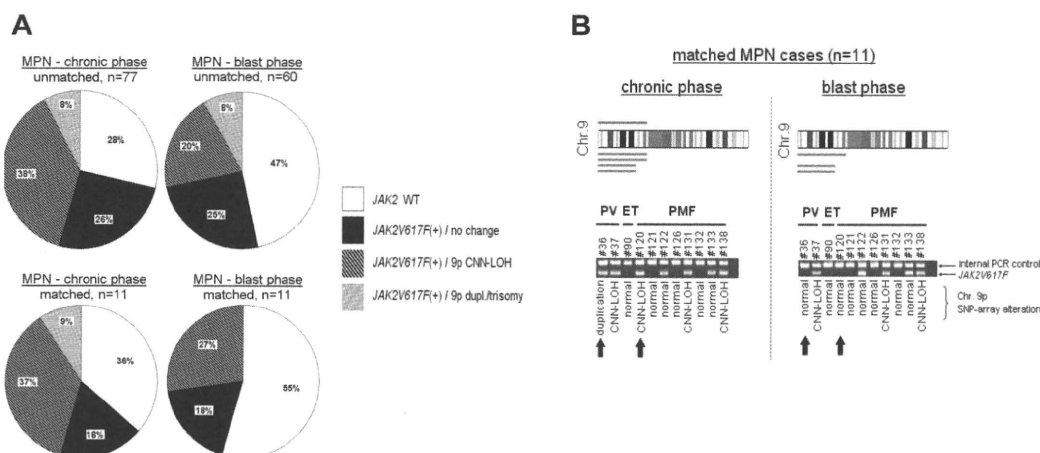 A
MPN - chronic phase
unmatched, n=77
8%
28%
38%
26%
MPN - blast phase
unmatched, n=60
8%
20%
47%
25%
MPN - chronic phase
matched, n=11
9%
36%
37%
18%
MPN - blast phase
matched, n=11
27%
55%
18%
JAK2 WT
JAK2V617F(+) / no change
JAK2V617F(+) / 9p CNN-LOH
JAK2V617F(+) / 9p dupl./trisomy
B
matched MPN cases (n=11)
chronic phase
Chr.9
PV ET PMF
#36 #37 #90 #120 #121 #122 #126 #131 #132 #133 #138
duplication CNN-LOH normal CNN-LOH normal normal normal CNN-LOH normal normal CNN-LOH
blast phase
Chr.9
PV ET PMF
#36 #37 #90 #120 #121 #122 #126 #131 #132 #133 #138
normal CNN-LOH normal normal normal normal normal CNN-LOH normal normal CNN-LOH
Internal PCR control
JAK2V617F
Chr. 9p
SNP-array alteration